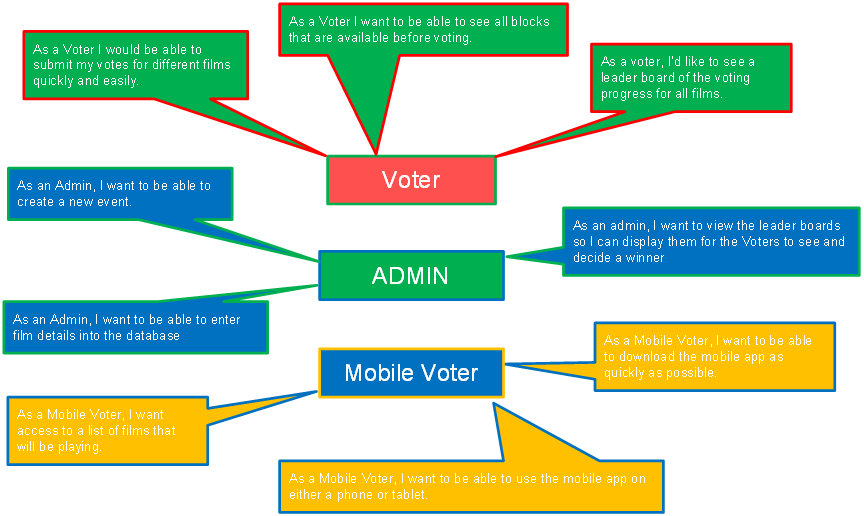 As a Voter I want to be able to see all blocks
that are available before voting.
As a Voter I would be able to
submit my votes for different films
quickly and easily.
As a voter, I'd like to see a
leader board of the voting
progress for all films.
Voter
As an Admin, I want to be able to
create a new event.
As an admin, I want to view the leader boards
so I can display them for the Voters to see and
decide a winner
ADMIN
As an Admin, I want to be able to enter
film details into the database
As a Mobile Voter, I want to be able
to download the mobile app as
quickly as possible.
Mobile Voter
As a Mobile Voter, I want
access to a list of films that
will be playing.
As a Mobile Voter, I want to be able to use the mobile app on
either a phone or tablet.